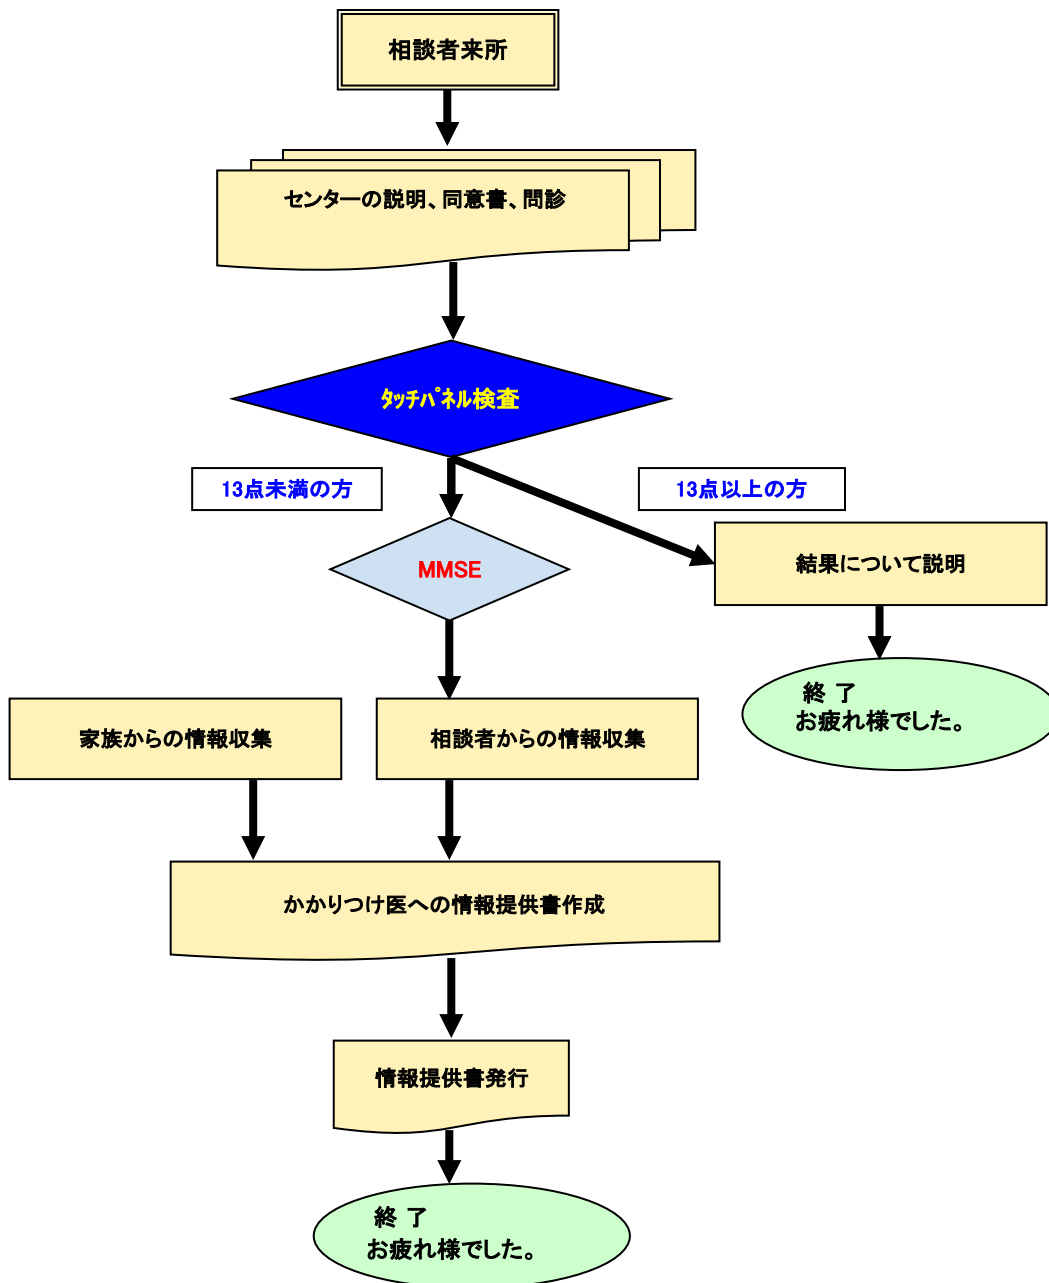 相談者来所
センターの説明、同意書、問診
ﾀｯﾁﾊﾟﾈﾙ検査
13点未満の方
13点以上の方
MMSE
結果について説明
終 了
お疲れ様でした。
家族からの情報収集
相談者からの情報収集
かかりつけ医への情報提供書作成
情報提供書発行
終 了
お疲れ様でした。